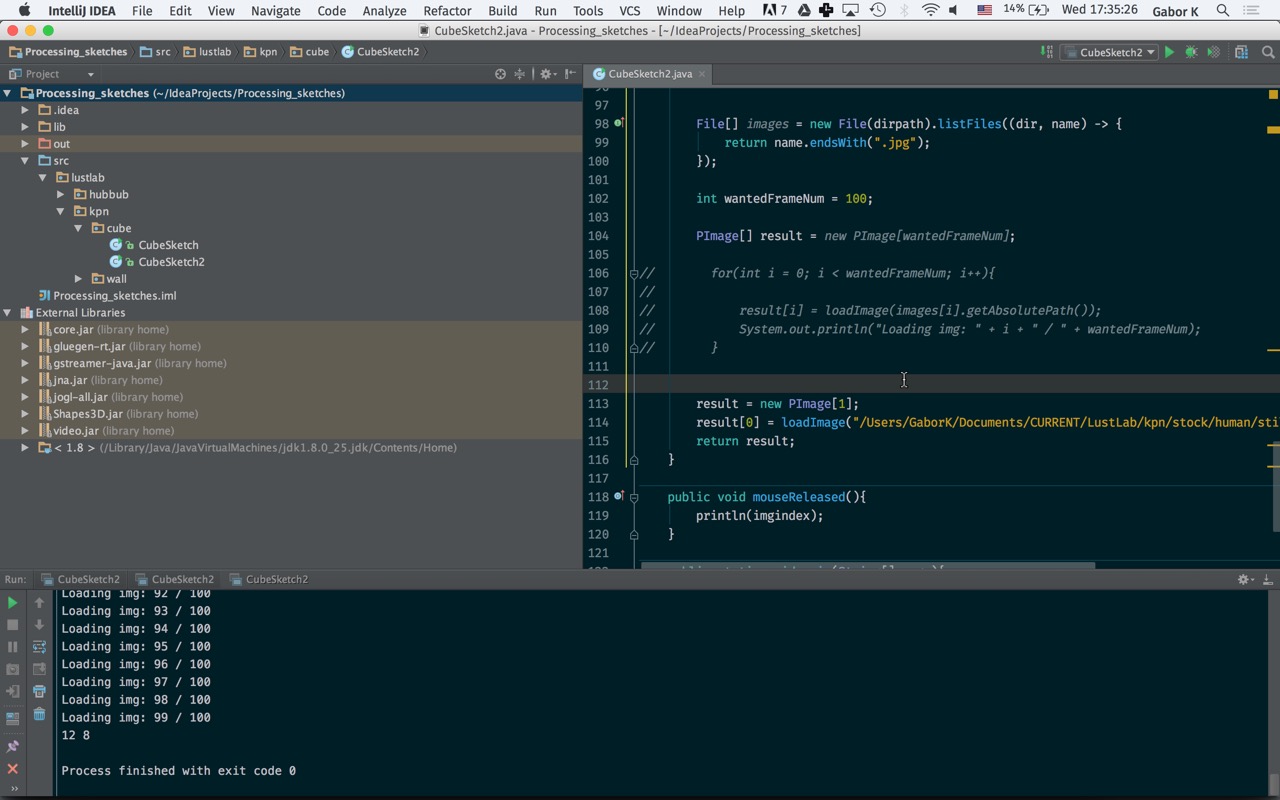 IntelliJ IDEA File Edit View Navigate Code Analyze Refactor Build Run Tools VCS Window Help 7 14% Wed 17:35:26 Gabor K
CubeSketch2.java - Processing_sketches - [~/IdeaProjects/Processing_sketches]
Processing_sketches src lustlab kpn cube CubeSketch2 CubeSketch2
Project
CubeSketch2.java
Processing_sketches (~/IdeaProjects/Processing_sketches)
.idea
lib
out
src
lustlab
hubbub
kpn
cube
CubeSketch
CubeSketch2
wall
Processing_sketches.iml
External Libraries
core.jar (library home)
gluegen-rt.jar (library home)
gstreamer-java.jar (library home)
jna.jar (library home)
jogl-all.jar (library home)
Shapes3D.jar (library home)
video.jar (library home)
< 1.8 > (/Library/Java/JavaVirtualMachines/jdk1.8.0_25.jdk/Contents/Home)
96
97
98 File[] images = new File(dirpath).listFiles((dir, name) -> {
99 return name.endsWith(".jpg");
100 });
101
102 int wantedFrameNum = 100;
103
104 PImage[] result = new PImage[wantedFrameNum];
105
106 // for(int i = 0; i < wantedFrameNum; i++){
107 //
108 // result[i] = loadImage(images[i].getAbsolutePath());
109 // System.out.println("Loading img: " + i + " / " + wantedFrameNum);
110 // }
111
112
113 result = new PImage[1];
114 result[0] = loadImage("/Users/GaborK/Documents/CURRENT/LustLab/kpn/stock/human/sti
115 return result;
116 }
117
118 public void mouseReleased(){
119 println(imgindex);
120 }
121
Run: CubeSketch2 CubeSketch2 CubeSketch2
Loading img: 92 / 100
Loading img: 93 / 100
Loading img: 94 / 100
Loading img: 95 / 100
Loading img: 96 / 100
Loading img: 97 / 100
Loading img: 98 / 100
Loading img: 99 / 100
12 8
Process finished with exit code 0